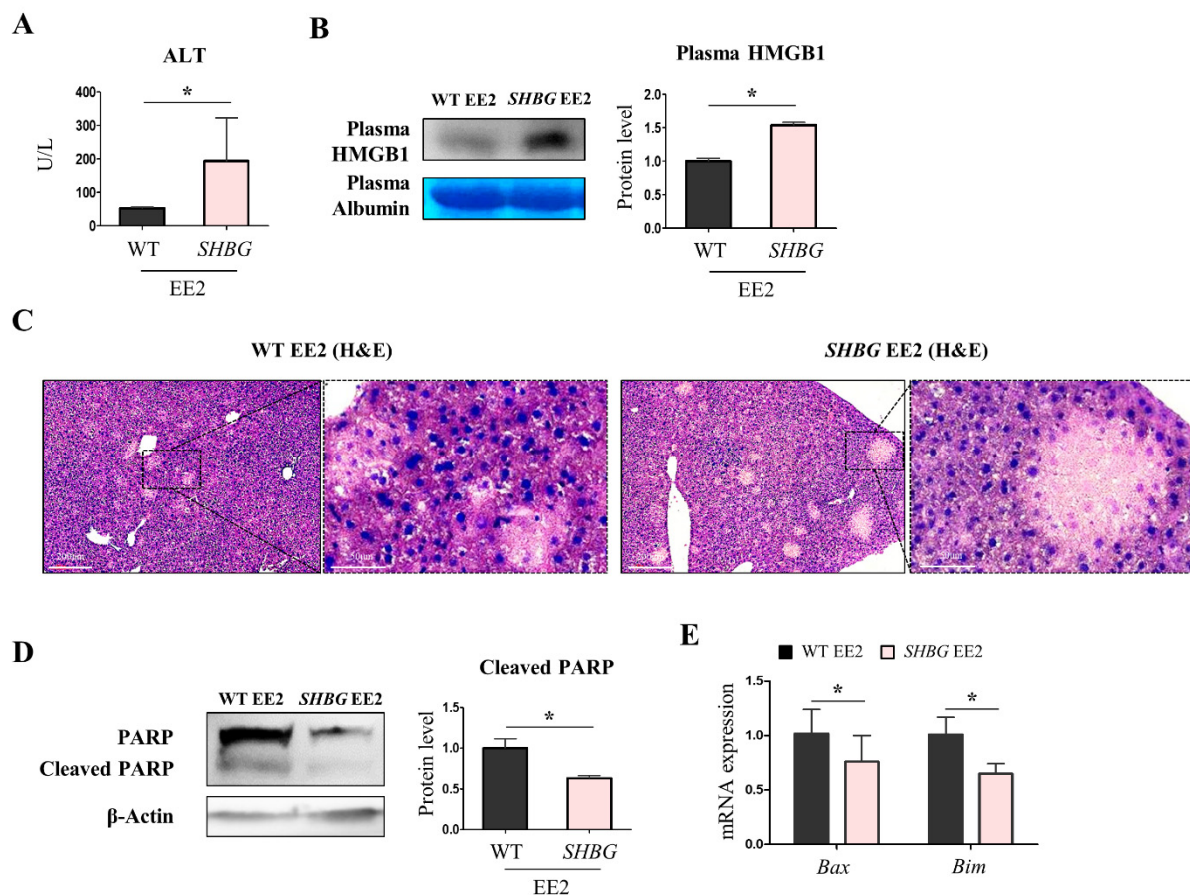 A
ALT
400
300
200
100
0
U/L
*
WT
SHBG
EE2
B
WT EE2 SHBG EE2
Plasma
HMGB1
Plasma
Albumin
Plasma HMGB1
2.0
1.5
1.0
0.5
0.0
Protein level
*
WT
SHBG
EE2
C
WT EE2 (H&E)
SHBG EE2 (H&E)
200μm
50μm
D
WT EE2 SHBG EE2
PARP
Cleaved PARP
β-Actin
Cleaved PARP
1.5
1.0
0.5
0.0
Protein level
*
WT
SHBG
EE2
E
WT EE2 SHBG EE2
1.5
1.0
0.5
0.0
mRNA expression
*
*
Bax
Bim